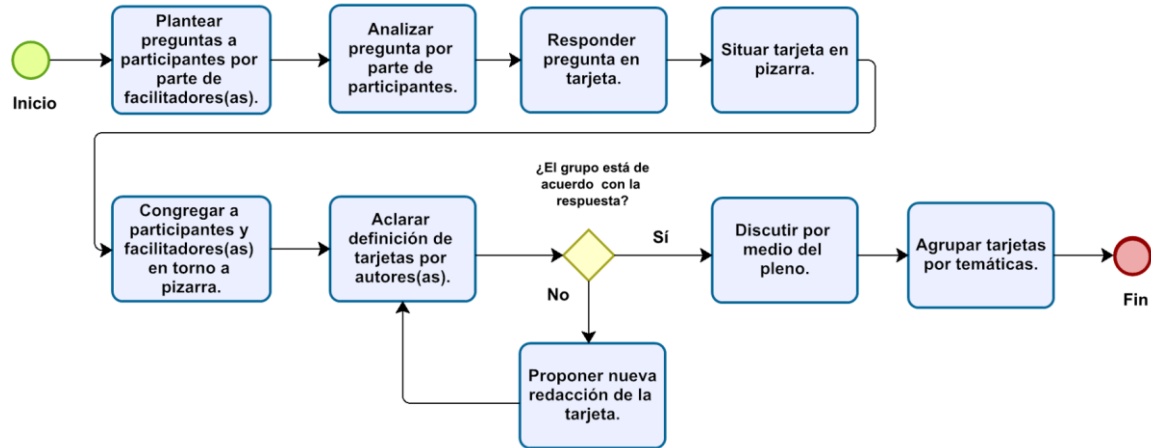 Plantear
preguntas a
participantes por
parte de
facilitadores(as).
Analizar
pregunta por
parte de
participantes.
Responder
pregunta en
tarjeta.
Situar tarjeta en
pizarra.
Inicio
¿El grupo está de
acuerdo con la
respuesta?
Congregar a
participantes y
facilitadores(as)
en torno a
pizarra.
Aclarar
definición de
tarjetas por
autores(as).
Sí
No
Discutir por
medio del
pleno.
Agrupar tarjetas
por temáticas.
Fin
Proponer nueva
redacción de la
tarjeta.